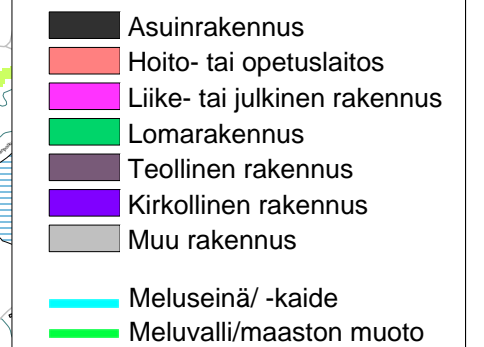 Asuinrakennus
Hoito- tai opetuslaitos
Liike- tai julkinen rakennus
Lomarakennus
Teollinen rakennus
Kirkollinen rakennus
Muu rakennus
Meluseinä/ -kaide
Meluvalli/maaston muoto